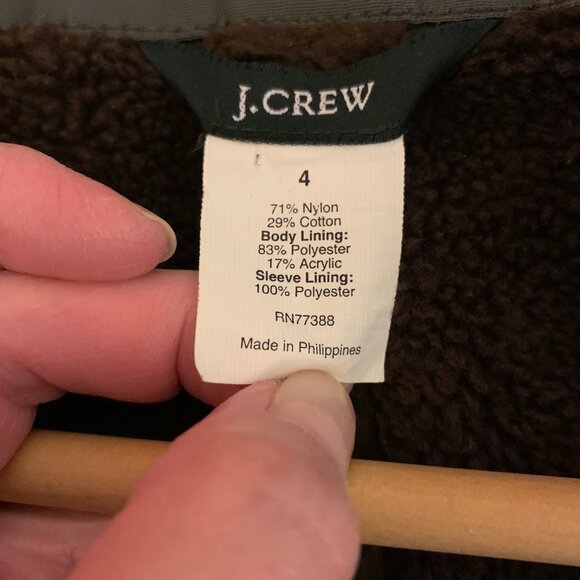 J.CREW
4
71% Nylon
29% Cotton
Body Lining:
83% Polyester
17% Acrylic
Sleeve Lining:
100% Polyester
RN77388
Made in Philippines